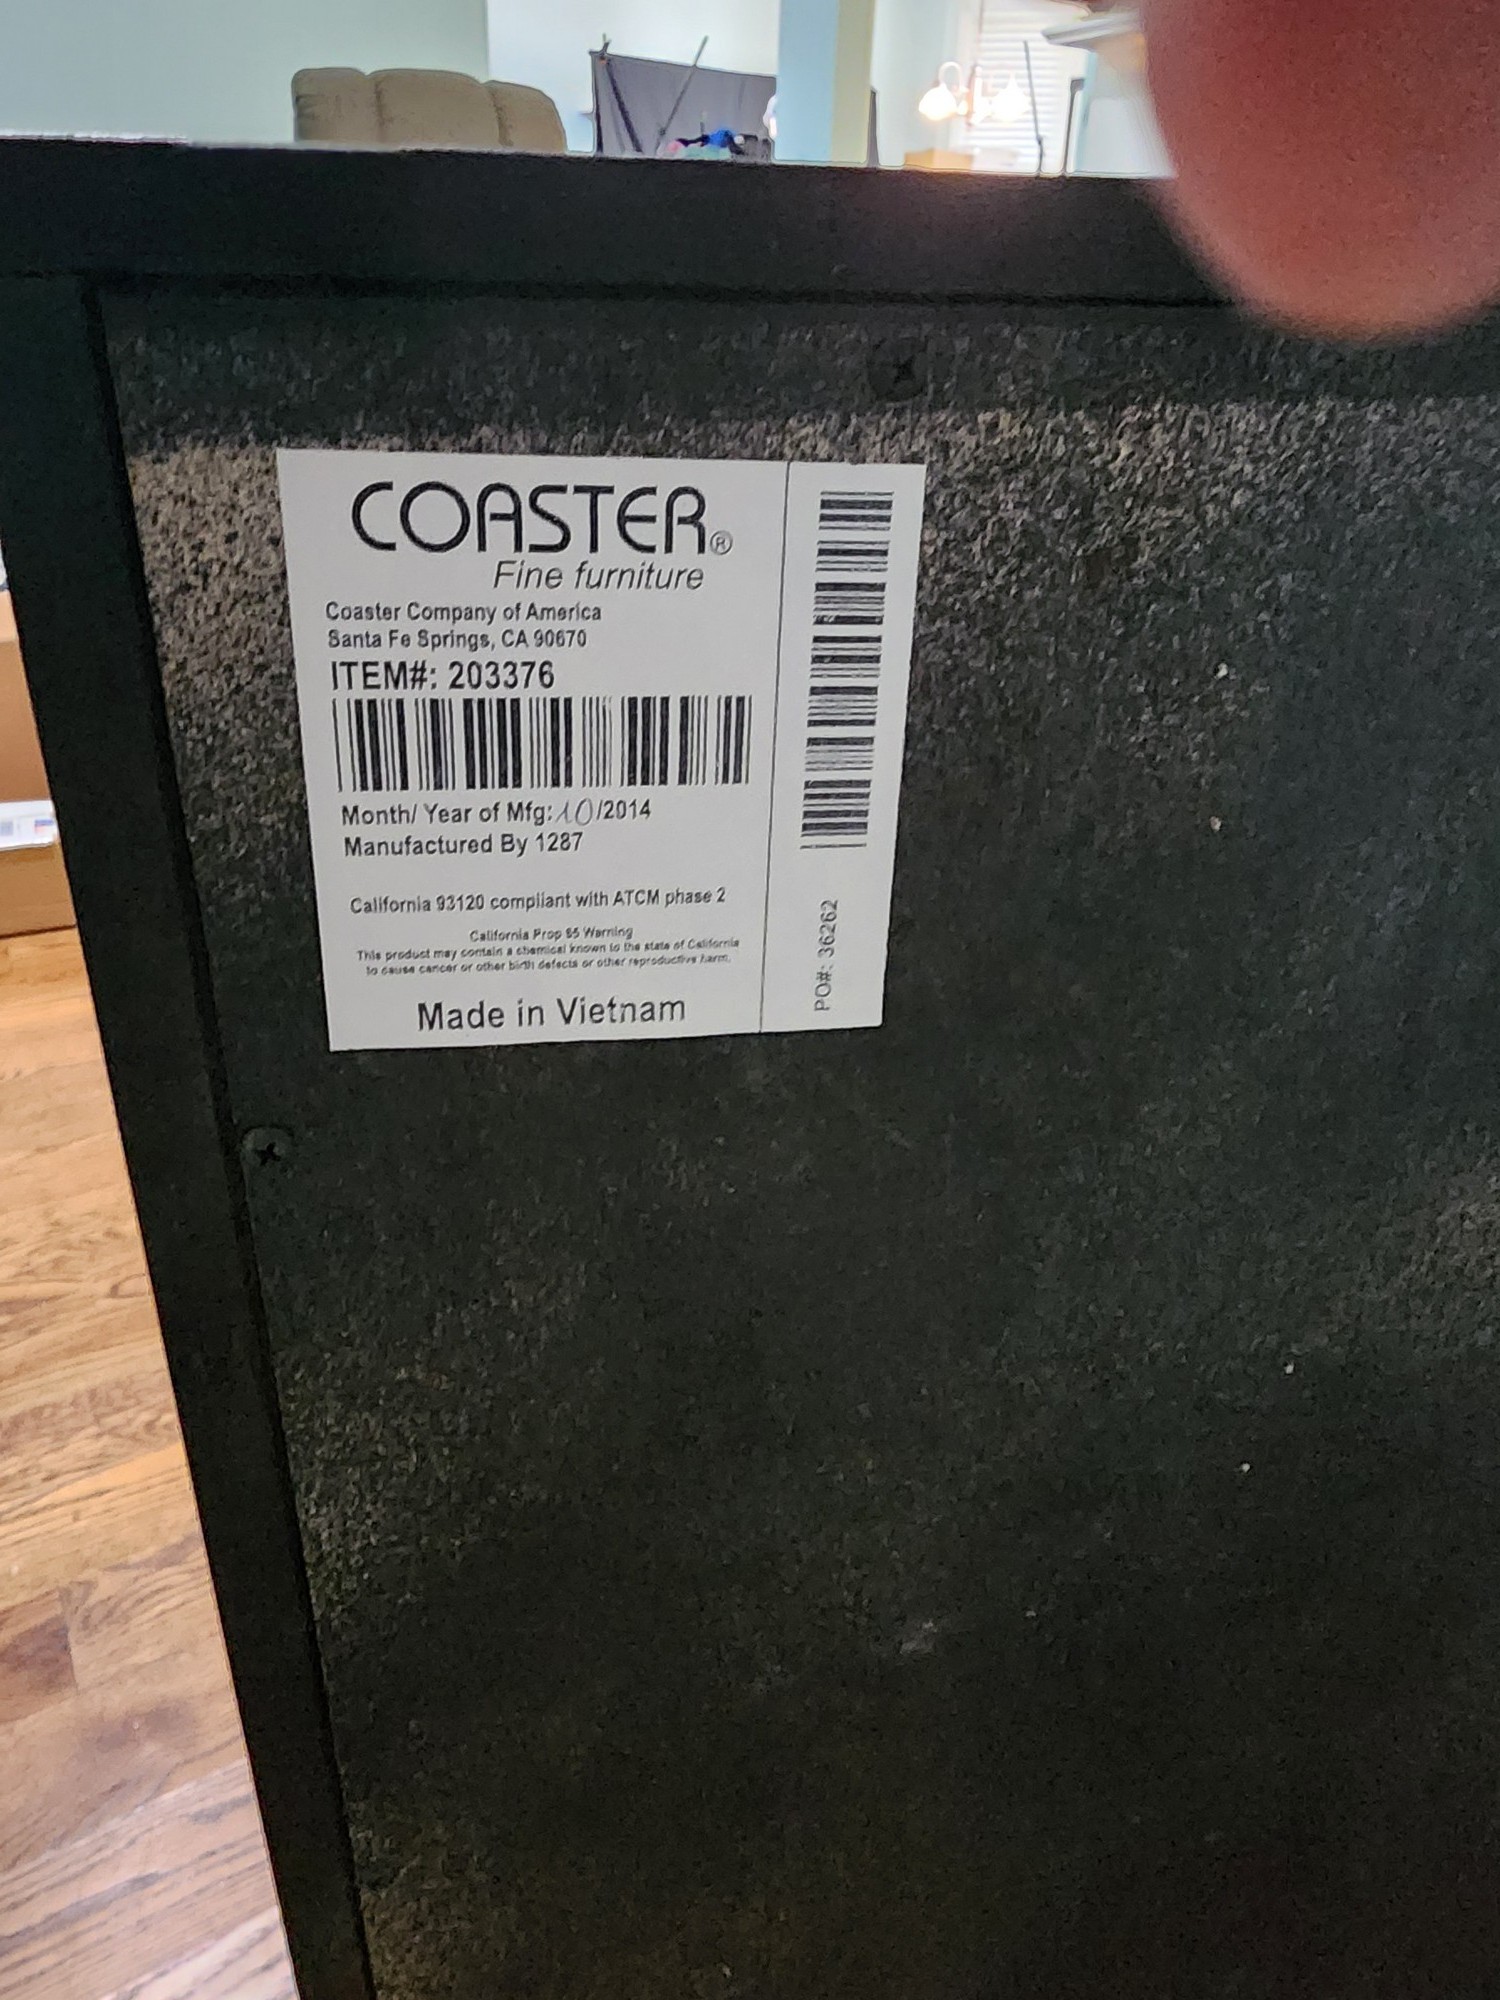 COASTER®
Fine furniture
Coaster Company of America
Santa Fe Springs, CA 90670
ITEM#: 203376
Month/ Year of Mfg: 10/2014
Manufactured By 1287
California 93120 compliant with ATCM phase 2
California Prop 65 Warning
This product may contain a chemical known to the state of California
to cause cancer or other birth defects or other reproductive harm.
Made in Vietnam
PO#: 36262